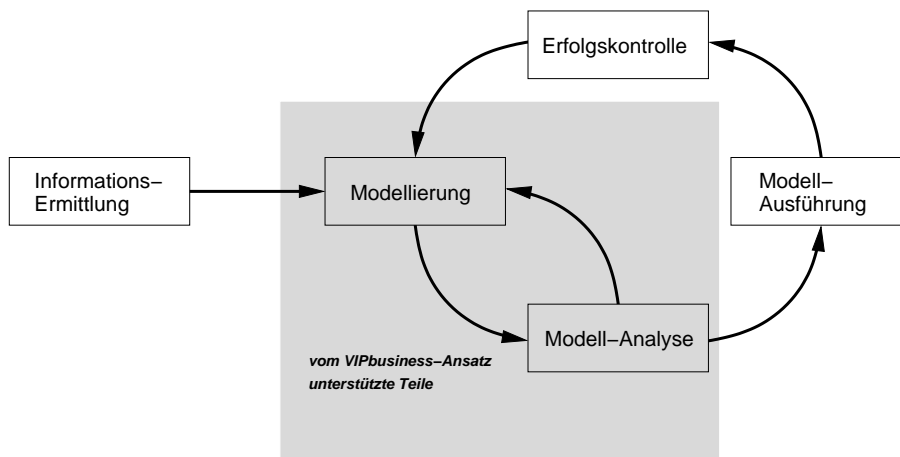 Erfolgskontrolle
Informations–
Ermittlung
Modellierung
Modell–
Ausführung
Modell–Analyse
vom VIPbusiness–Ansatz
unterstützte Teile